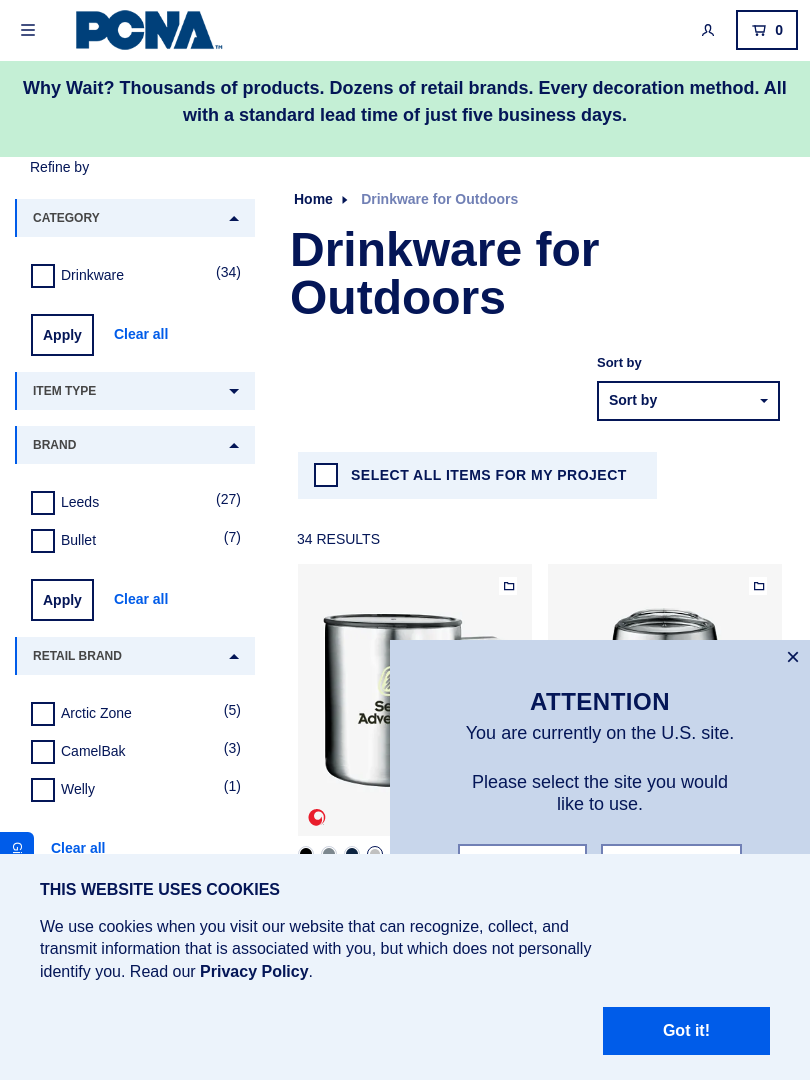 PCNA™
0
Why Wait? Thousands of products. Dozens of retail brands. Every decoration method. All
with a standard lead time of just five business days.
Refine by
CATEGORY
Drinkware
(34)
Apply
Clear all
ITEM TYPE
BRAND
Leeds
(27)
Bullet
(7)
Apply
Clear all
RETAIL BRAND
Arctic Zone
(5)
CamelBak
(3)
Welly
(1)
Clear all
Home
Drinkware for Outdoors
Drinkware for
Outdoors
Sort by
Sort by
SELECT ALL ITEMS FOR MY PROJECT
34 RESULTS
ATTENTION
You are currently on the U.S. site.
Please select the site you would
like to use.
THIS WEBSITE USES COOKIES
We use cookies when you visit our website that can recognize, collect, and
transmit information that is associated with you, but which does not personally
identify you. Read our Privacy Policy.
Got it!